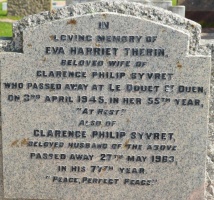 IN
LOVING MEMORY OF
EVA HARRIET THERIN,
BELOVED WIFE OF
CLARENCE PHILIP SYVRET
WHO PASSED AWAY AT LE DOUET ST OUEN,
ON 3RD APRIL 1945, IN HER 55TH YEAR,
"AT REST"
ALSO OF
CLARENCE PHILIP SYVRET,
BELOVED HUSBAND OF THE ABOVE
PASSED AWAY 27TH MAY 1963,
IN HIS 77TH YEAR.
"PEACE, PERFECT PEACE"